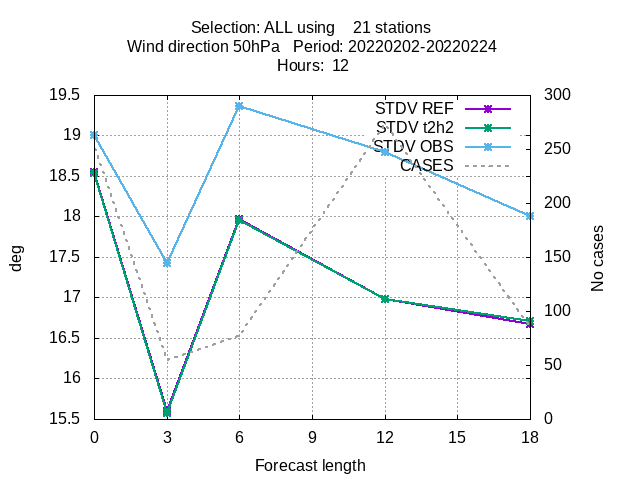 Selection: ALL using    21 stations
Wind direction 50hPa   Period: 20220202-20220224
Hours:  12
STDV REF
STDV t2h2
STDV OBS
CASES
19.5
19
18.5
18
17.5
17
16.5
16
15.5
300
250
200
150
100
50
0
deg
No cases
0 3 6 9 12 15 18
Forecast length